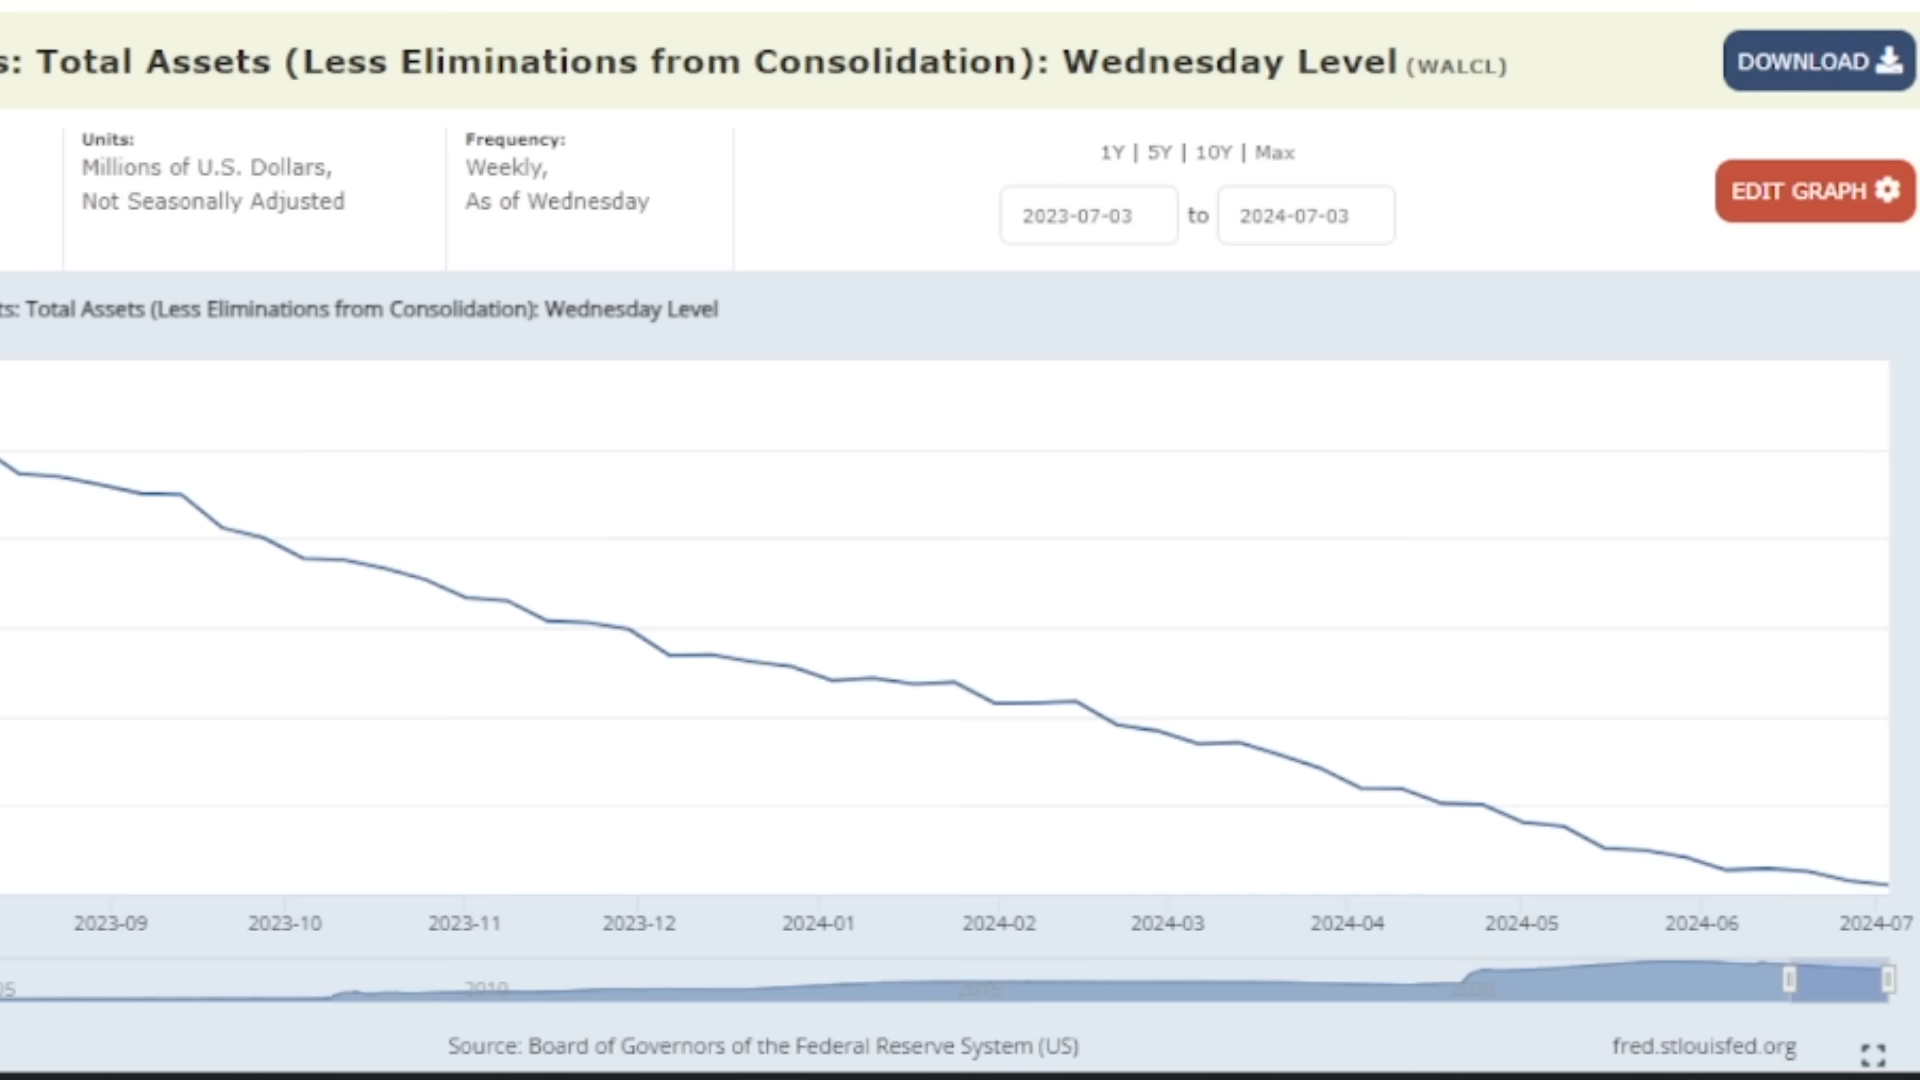 s: Total Assets (Less Eliminations from Consolidation): Wednesday Level (WALCL)
DOWNLOAD
Units:
Millions of U.S. Dollars,
Not Seasonally Adjusted
Frequency:
Weekly,
As of Wednesday
1Y | 5Y | 10Y | Max
2023-07-03 to 2024-07-03
EDIT GRAPH
ts: Total Assets (Less Eliminations from Consolidation): Wednesday Level
2023-09 2023-10 2023-11 2023-12 2024-01 2024-02 2024-03 2024-04 2024-05 2024-06 2024-07
05 2010 2015 2020
Source: Board of Governors of the Federal Reserve System (US)
fred.stlouisfed.org